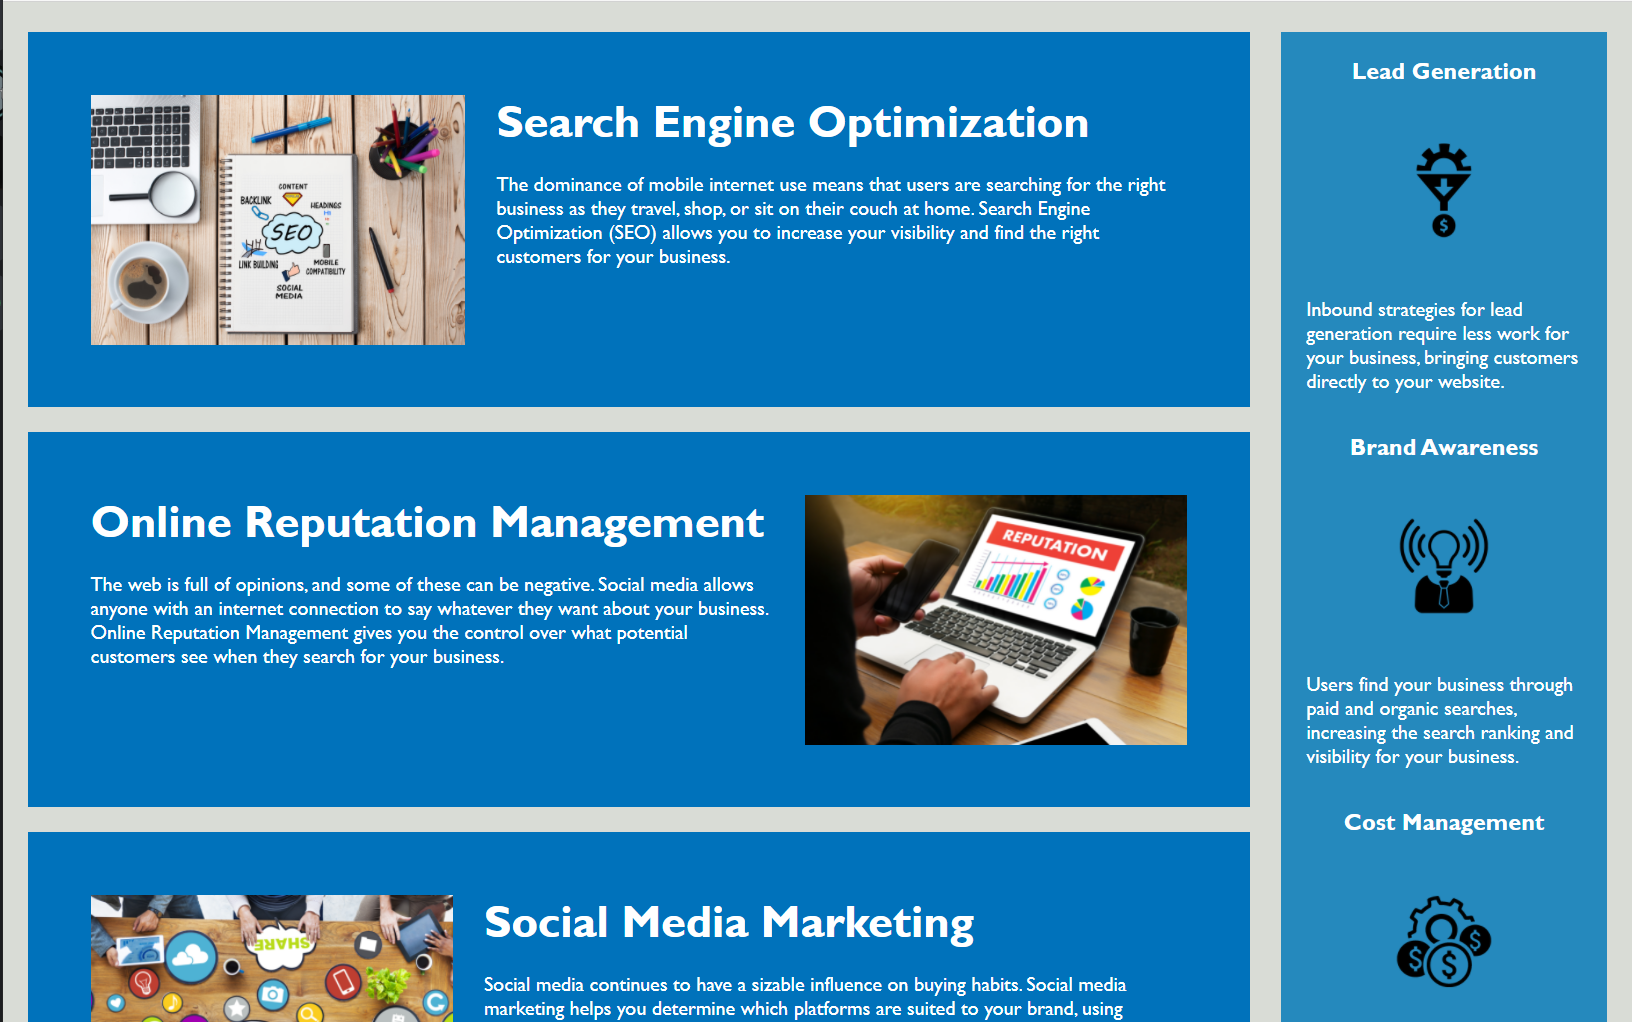 Search Engine Optimization
The dominance of mobile internet use means that users are searching for the right
business as they travel, shop, or sit on their couch at home. Search Engine
Optimization (SEO) allows you to increase your visibility and find the right
customers for your business.
CONTENT
BACKLINK
HEADINGS
SEO
LINK BUILDING
MOBILE
COMPATIBILITY
SOCIAL
MEDIA
Online Reputation Management
The web is full of opinions, and some of these can be negative. Social media allows
anyone with an internet connection to say whatever they want about your business.
Online Reputation Management gives you the control over what potential
customers see when they search for your business.
REPUTATION
Social Media Marketing
Social media continues to have a sizable influence on buying habits. Social media
marketing helps you determine which platforms are suited to your brand, using
SHARE
Lead Generation
$
Inbound strategies for lead
generation require less work for
your business, bringing customers
directly to your website.
Brand Awareness
Users find your business through
paid and organic searches,
increasing the search ranking and
visibility for your business.
Cost Management
$
$
$